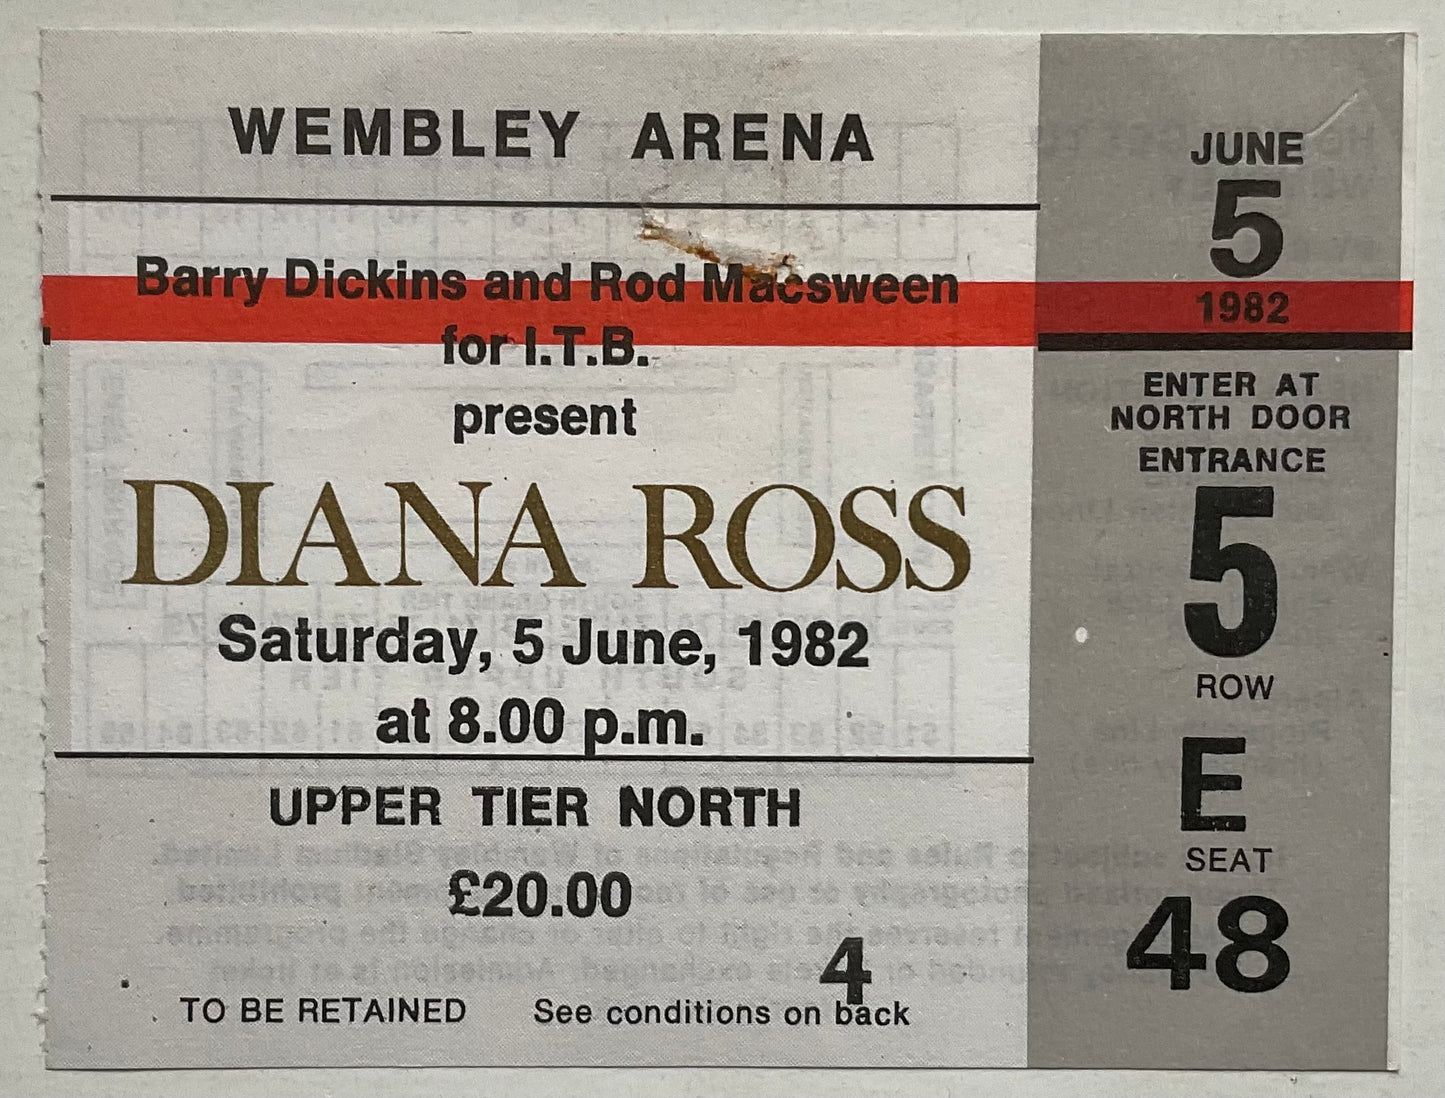 WEMBLEY ARENA
Barry Dickins and Rod Macsween
for I.T.B.
present
DIANA ROSS
Saturday, 5 June, 1982
at 8.00 p.m.
UPPER TIER NORTH
£20.00
4
TO BE RETAINED See conditions on back
JUNE
5
1982
ENTER AT
NORTH DOOR
ENTRANCE
5
ROW
E
SEAT
48